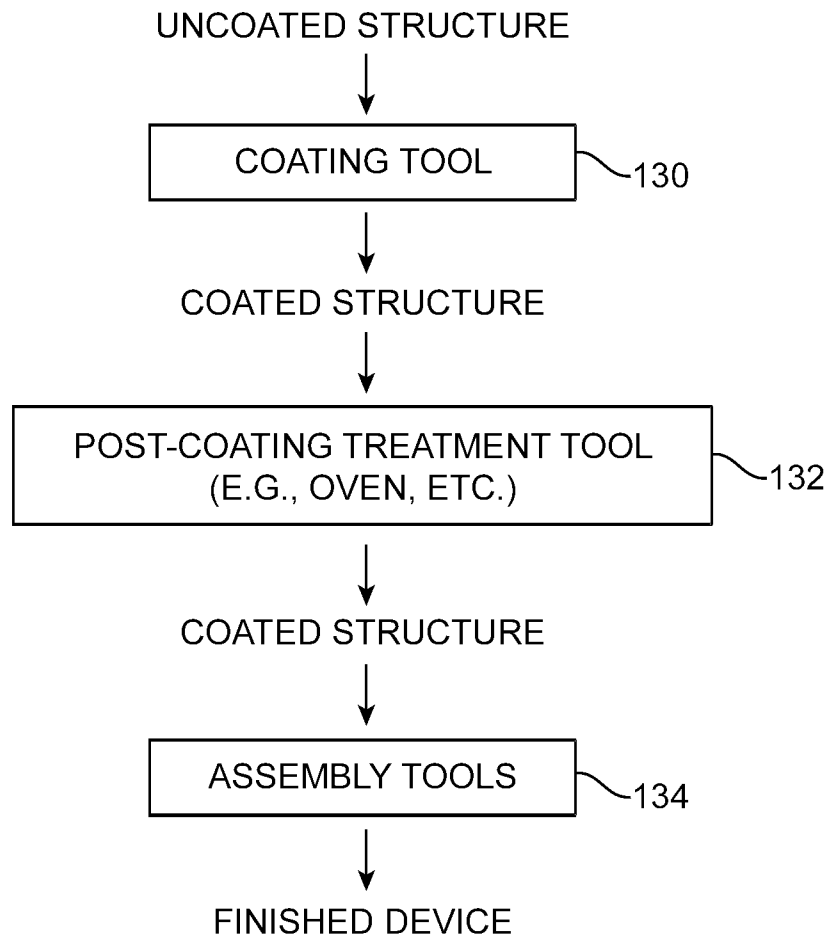 UNCOATED STRUCTURE
COATING TOOL
130
COATED STRUCTURE
POST-COATING TREATMENT TOOL
(E.G., OVEN, ETC.)
132
COATED STRUCTURE
ASSEMBLY TOOLS
134
FINISHED DEVICE